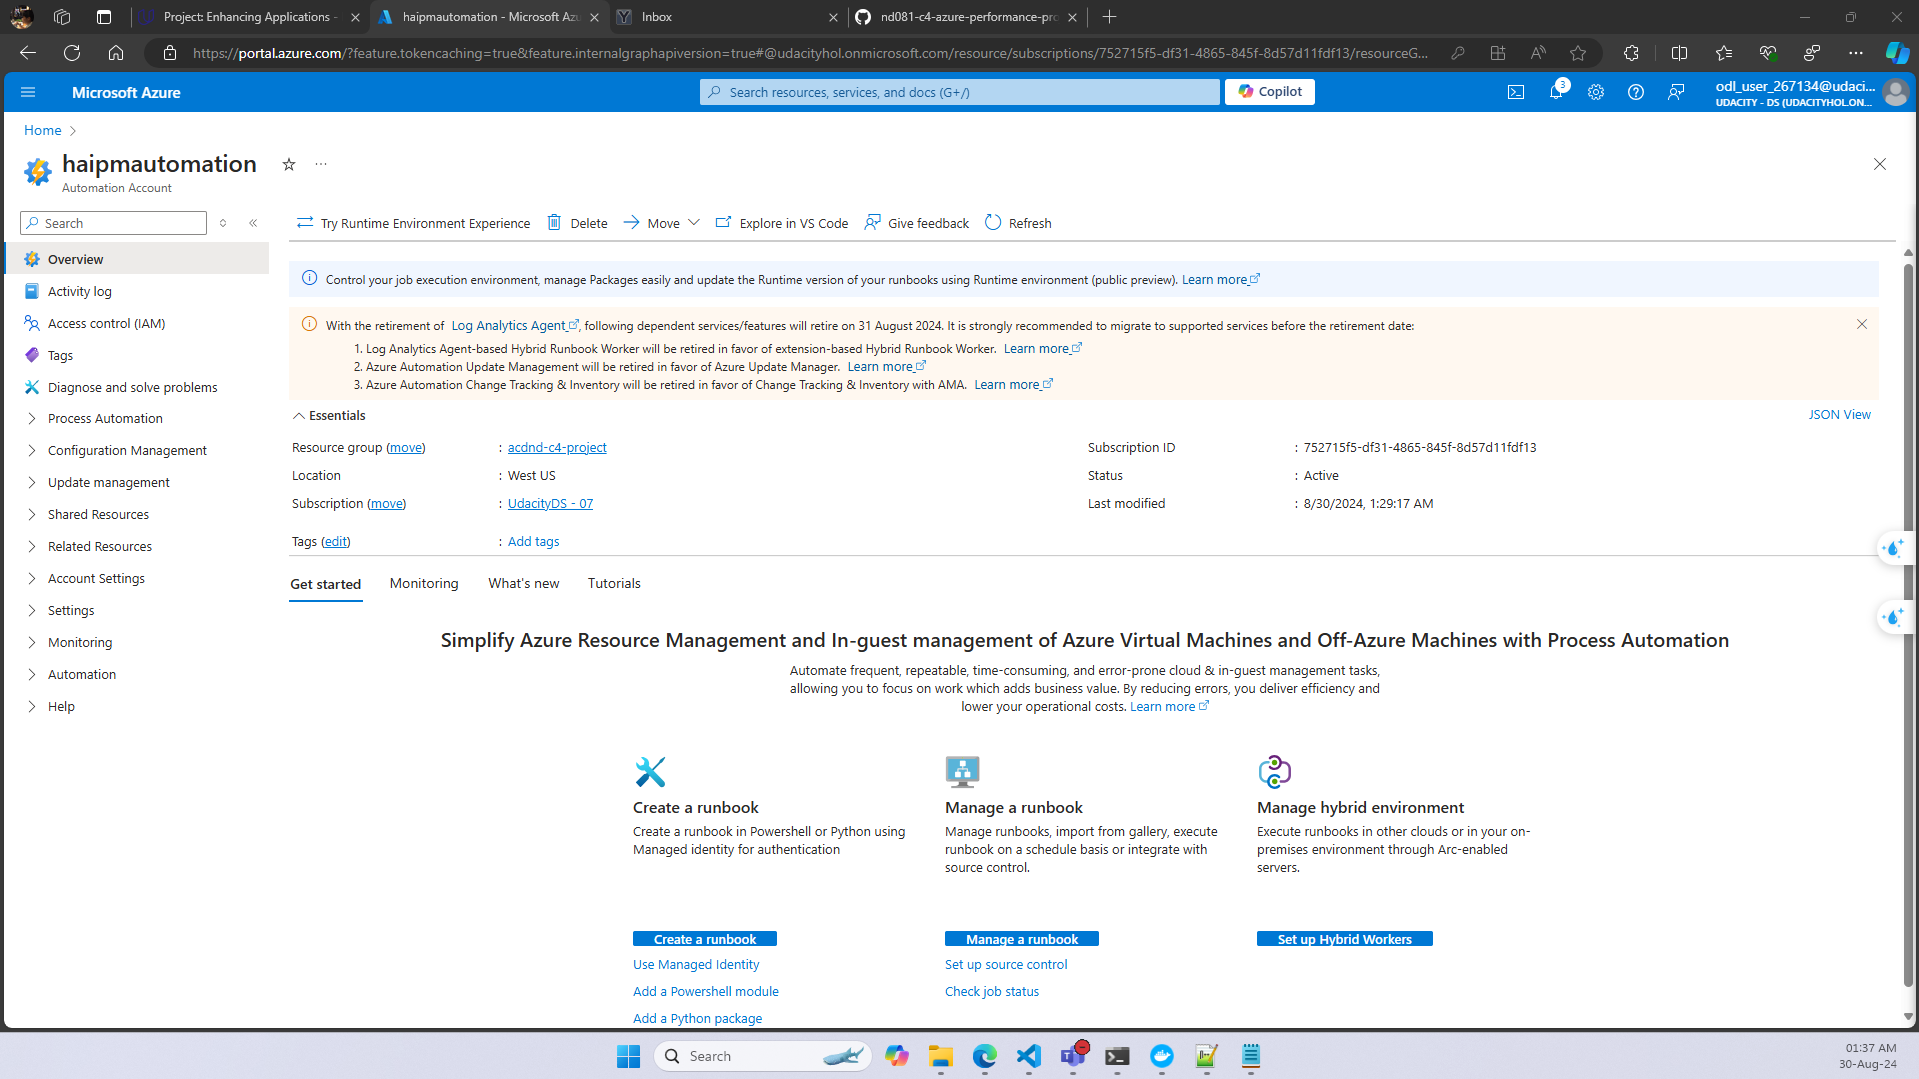 Project: Enhancing Applications -
haipmautomation - Microsoft Azu
Inbox
nd081-c4-azure-performance-pro
https://portal.azure.com/?feature.tokencaching=true&feature.internalgraphapiversion=true#@udacityhol.onmicrosoft.com/resource/subscriptions/752715f5-df31-4865-845f-8d57d11fdf13/resourceG...
Microsoft Azure
Search resources, services, and docs (G+/)
Copilot
3
odl_user_267134@udaci...
UDACITY - DS (UDACITYHOL.ON...
Home
haipmautomation
Automation Account
Search
Try Runtime Environment Experience
Delete
Move
Explore in VS Code
Give feedback
Refresh
Overview
Activity log
Access control (IAM)
Tags
Diagnose and solve problems
Process Automation
Configuration Management
Update management
Shared Resources
Related Resources
Account Settings
Settings
Monitoring
Automation
Help
Control your job execution environment, manage Packages easily and update the Runtime version of your runbooks using Runtime environment (public preview). Learn more
With the retirement of Log Analytics Agent, following dependent services/features will retire on 31 August 2024. It is strongly recommended to migrate to supported services before the retirement date:
1. Log Analytics Agent-based Hybrid Runbook Worker will be retired in favor of extension-based Hybrid Runbook Worker. Learn more
2. Azure Automation Update Management will be retired in favor of Azure Update Manager. Learn more
3. Azure Automation Change Tracking & Inventory will be retired in favor of Change Tracking & Inventory with AMA. Learn more
Essentials
JSON View
Resource group (move) : acdnd-c4-project
Subscription ID : 752715f5-df31-4865-845f-8d57d11fdf13
Location : West US
Status : Active
Subscription (move) : UdacityDS - 07
Last modified : 8/30/2024, 1:29:17 AM
Tags (edit) : Add tags
Get started
Monitoring
What's new
Tutorials
Simplify Azure Resource Management and In-guest management of Azure Virtual Machines and Off-Azure Machines with Process Automation
Automate frequent, repeatable, time-consuming, and error-prone cloud & in-guest management tasks,
allowing you to focus on work which adds business value. By reducing errors, you deliver efficiency and
lower your operational costs. Learn more
Create a runbook
Create a runbook in Powershell or Python using
Managed identity for authentication
Create a runbook
Use Managed Identity
Add a Powershell module
Add a Python package
Manage a runbook
Manage runbooks, import from gallery, execute
runbook on a schedule basis or integrate with
source control.
Manage a runbook
Set up source control
Check job status
Manage hybrid environment
Execute runbooks in other clouds or in your on-
premises environment through Arc-enabled
servers.
Set up Hybrid Workers
Search
01:37 AM
30-Aug-24